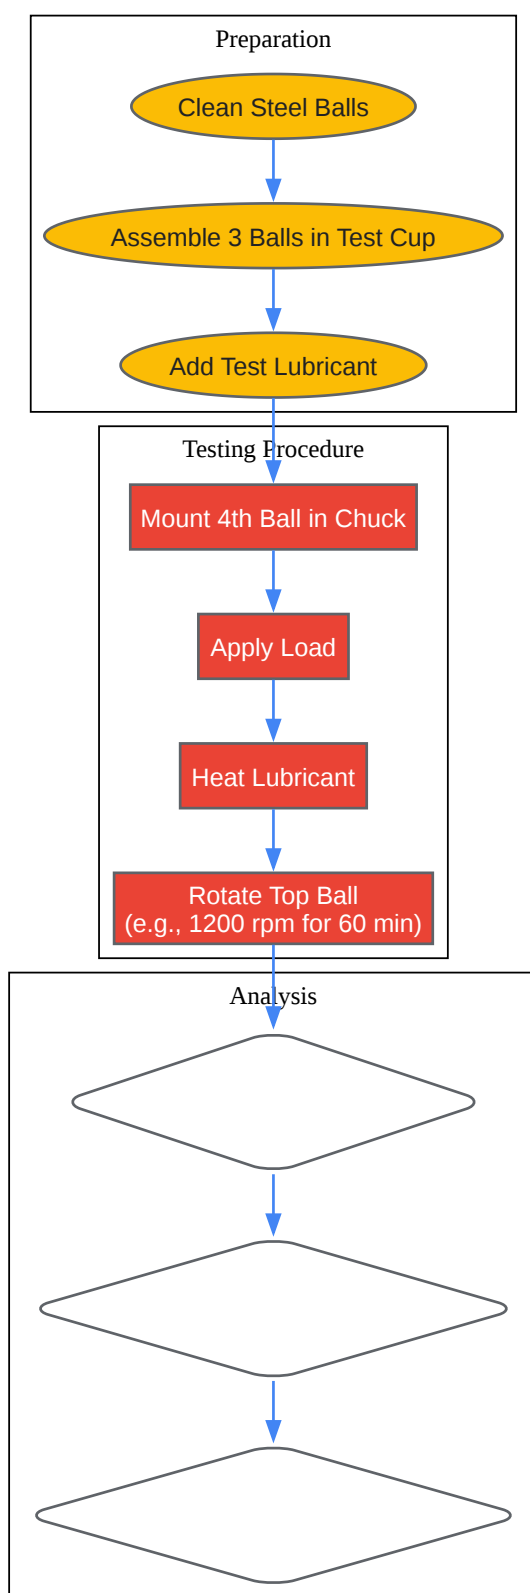 Preparation
Clean Steel Balls
Assemble 3 Balls in Test Cup
Add Test Lubricant
Testing Procedure
Mount 4th Ball in Chuck
Apply Load
Heat Lubricant
Rotate Top Ball
(e.g., 1200 rpm for 60 min)
Analysis